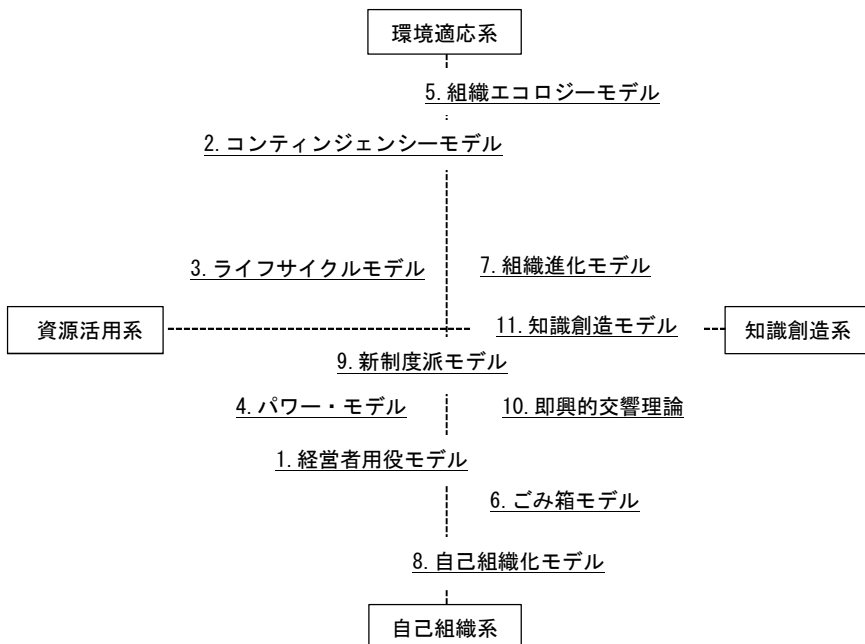 環境適応系
5.組織エコロジーモデル
2.コンティンジェンシーモデル
3.ライフサイクルモデル
7.組織進化モデル
資源活用系
11.知識創造モデル
知識創造系
9.新制度派モデル
4.パワー・モデル
10.即興的交響理論
1.経営者用役モデル
6.ごみ箱モデル
8.自己組織化モデル
自己組織系